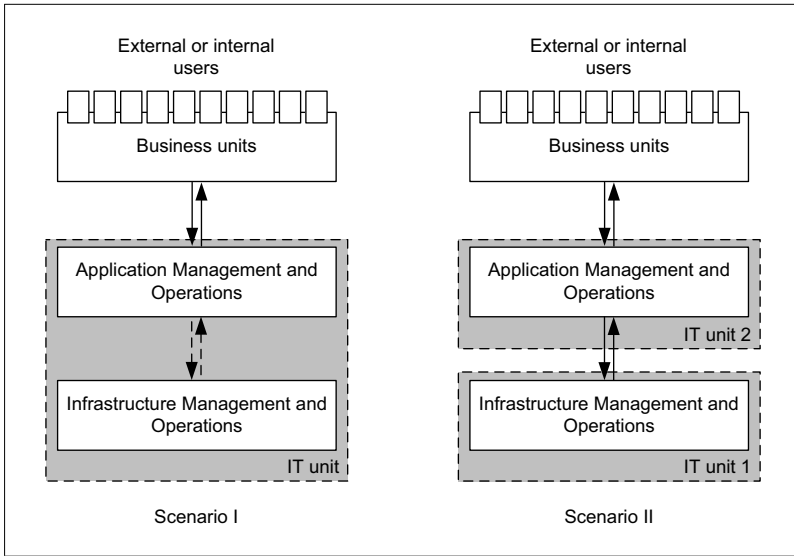 External or internal
users
Business units
Application Management and
Operations
Infrastructure Management and
Operations
IT unit
Scenario I
External or internal
users
Business units
Application Management and
Operations
IT unit 2
Infrastructure Management and
Operations
IT unit 1
Scenario II